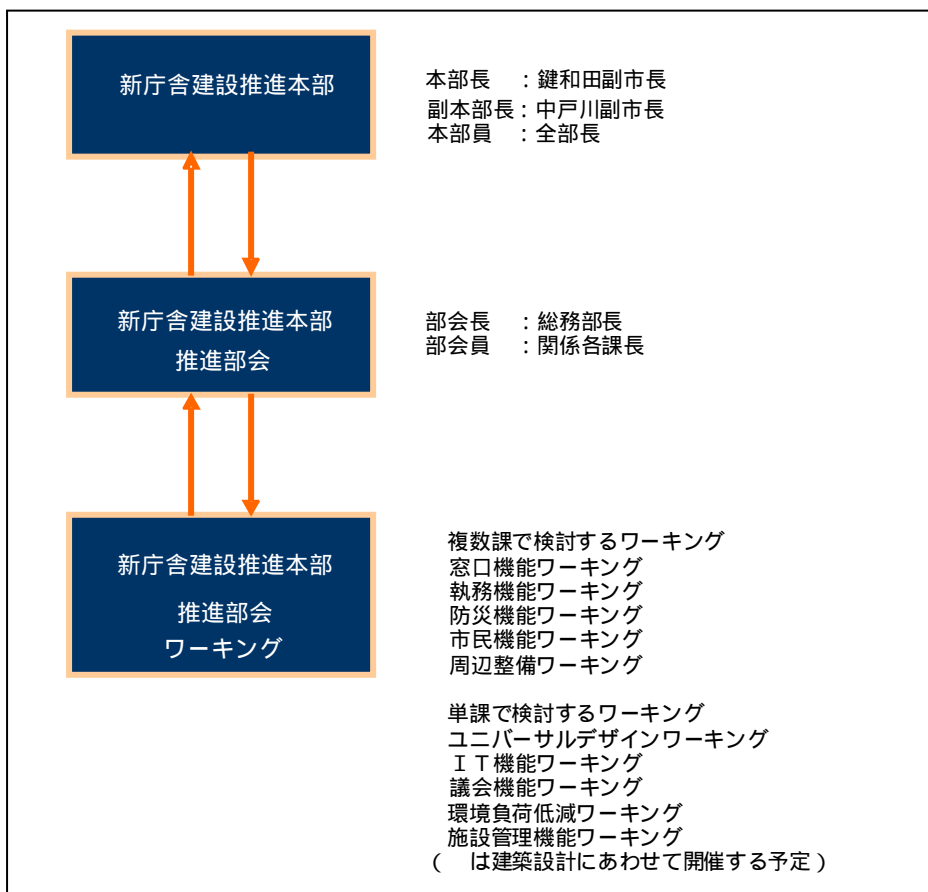 新庁舎建設推進本部
本部長　：鍵和田副市長
副本部長：中戸川副市長
本部員　：全部長
新庁舎建設推進本部
推進部会
部会長　：総務部長
部会員　：関係各課長
新庁舎建設推進本部
推進部会
ワーキング
複数課で検討するワーキング
窓口機能ワーキング
執務機能ワーキング
防災機能ワーキング
市民機能ワーキング
周辺整備ワーキング
単課で検討するワーキング
ユニバーサルデザインワーキング
ＩＴ機能ワーキング
議会機能ワーキング
環境負荷低減ワーキング
施設管理機能ワーキング
（　は建築設計にあわせて開催する予定）